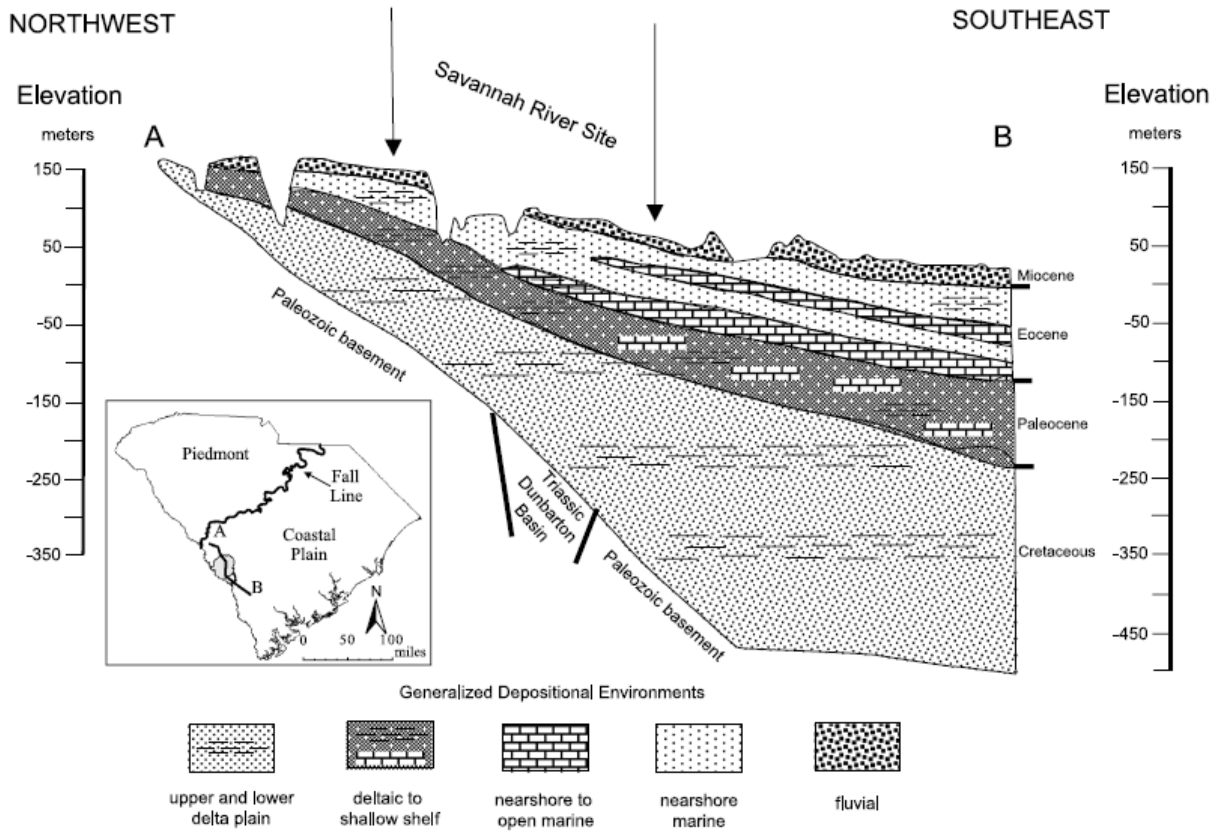 NORTHWEST
SOUTHEAST
Savannah River Site
Elevation
meters
A
B
Elevation
meters
150
50
-50
-150
-250
-350
150
50
-50
-150
-250
-350
-450
Miocene
Eocene
Paleocene
Cretaceous
Paleozoic basement
Triassic
Dunbarton
Basin
Paleozoic basement
Piedmont
Fall
Line
A
Coastal
Plain
B
N
0 50 100
miles
Generalized Depositional Environments
upper and lower
delta plain
deltaic to
shallow shelf
nearshore to
open marine
nearshore
marine
fluvial